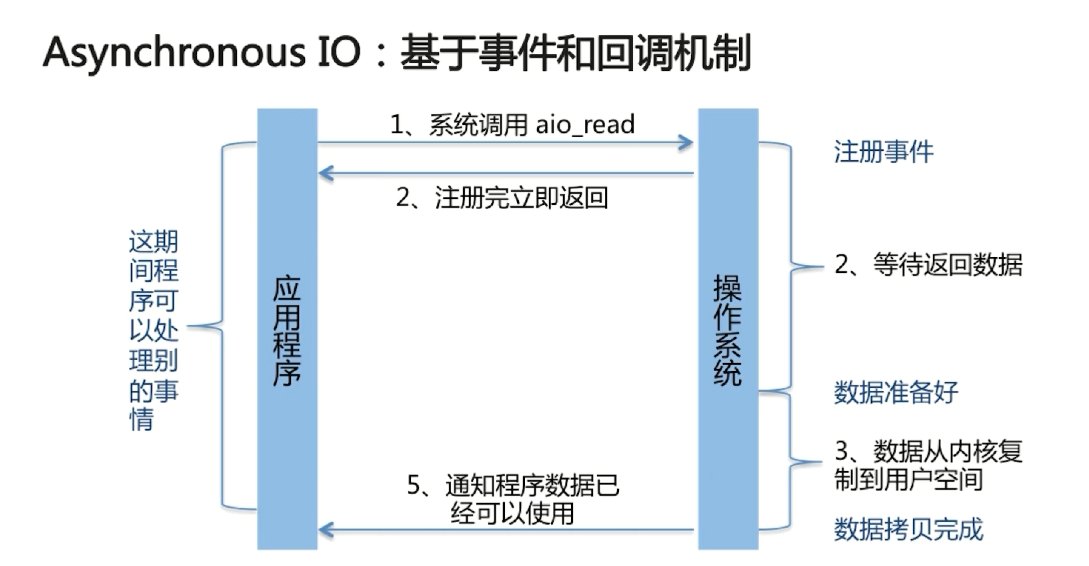 Asynchronous IO：基于事件和回调机制
1、系统调用 aio_read
注册事件
2、注册完立即返回
这期
间程
序可
以处
理别
的事
情
应用程序
操作系统
2、等待返回数据
数据准备好
3、数据从内核复
制到用户空间
5、通知程序数据已
经可以使用
数据拷贝完成